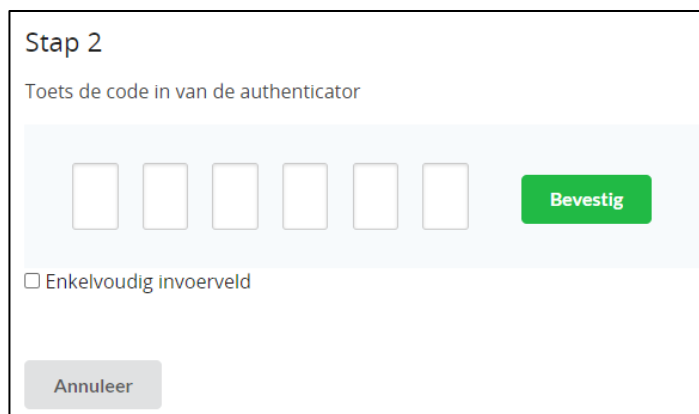 Stap 2
Toets de code in van de authenticator
Bevestig
Enkelvoudig invoerveld
Annuleer